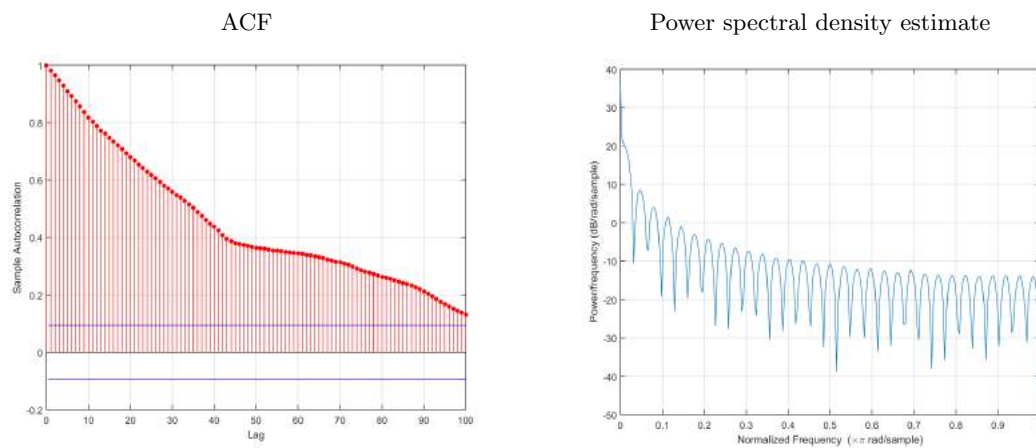 ACF
Power spectral density estimate
1
0.8
0.6
0.4
0.2
0
-0.2
Sample Autocorrelation
0 10 20 30 40 50 60 70 80 90 100
Lag
40
30
20
10
0
-10
-20
-30
-40
-50
Power/frequency (dB/rad/sample)
0 0.1 0.2 0.3 0.4 0.5 0.6 0.7 0.8 0.9
Normalized Frequency (×π rad/sample)